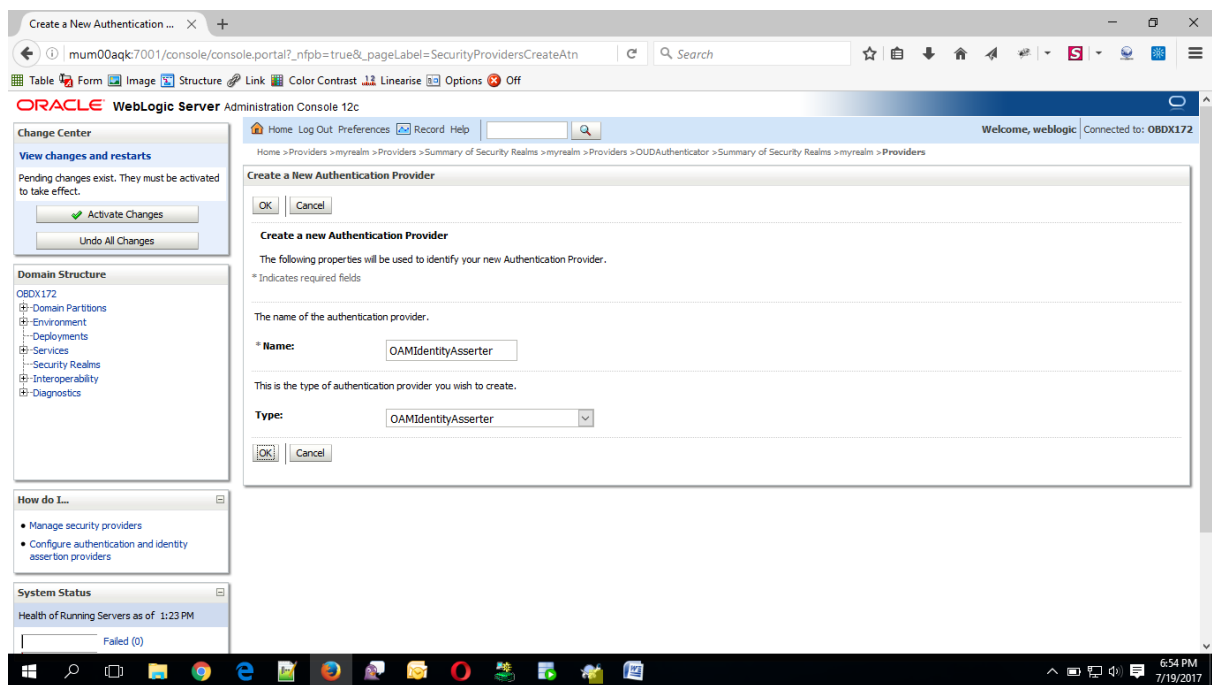 Create a New Authentication ...
mum00aqk:7001/console/console.portal?_nfpb=true&_pageLabel=SecurityProvidersCreateAtn
Search
Table Form Image Structure Link Color Contrast Linearise Options Off
ORACLE WebLogic Server Administration Console 12c
Change Center
View changes and restarts
Pending changes exist. They must be activated
to take effect.
Activate Changes
Undo All Changes
Domain Structure
OBDX172
Domain Partitions
Environment
Deployments
Services
Security Realms
Interoperability
Diagnostics
How do I...
Manage security providers
Configure authentication and identity
assertion providers
System Status
Health of Running Servers as of 1:23 PM
Failed (0)
Home Log Out Preferences Record Help
Welcome, weblogic Connected to: OBDX172
Home >Providers >myrealm >Providers >Summary of Security Realms >myrealm >Providers >OUDAuthenticator >Summary of Security Realms >myrealm >Providers
Create a New Authentication Provider
OK Cancel
Create a new Authentication Provider
The following properties will be used to identify your new Authentication Provider.
* Indicates required fields
The name of the authentication provider.
* Name: OAMIdentityAsserter
This is the type of authentication provider you wish to create.
Type: OAMIdentityAsserter
OK Cancel
6:54 PM
7/19/2017